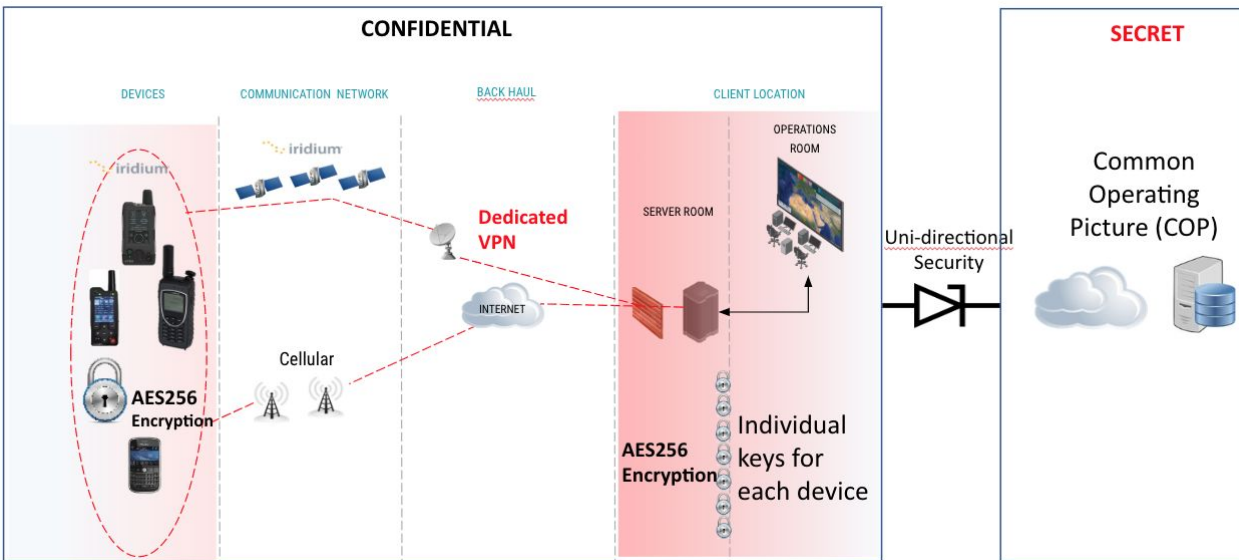 CONFIDENTIAL
SECRET
DEVICES
COMMUNICATION NETWORK
BACK HAUL
CLIENT LOCATION
iridium
iridium
OPERATIONS
ROOM
SERVER ROOM
Dedicated
VPN
INTERNET
Cellular
AES256
Encryption
AES256
Encryption
Individual
keys for
each device
Uni-directional
Security
Common
Operating
Picture (COP)